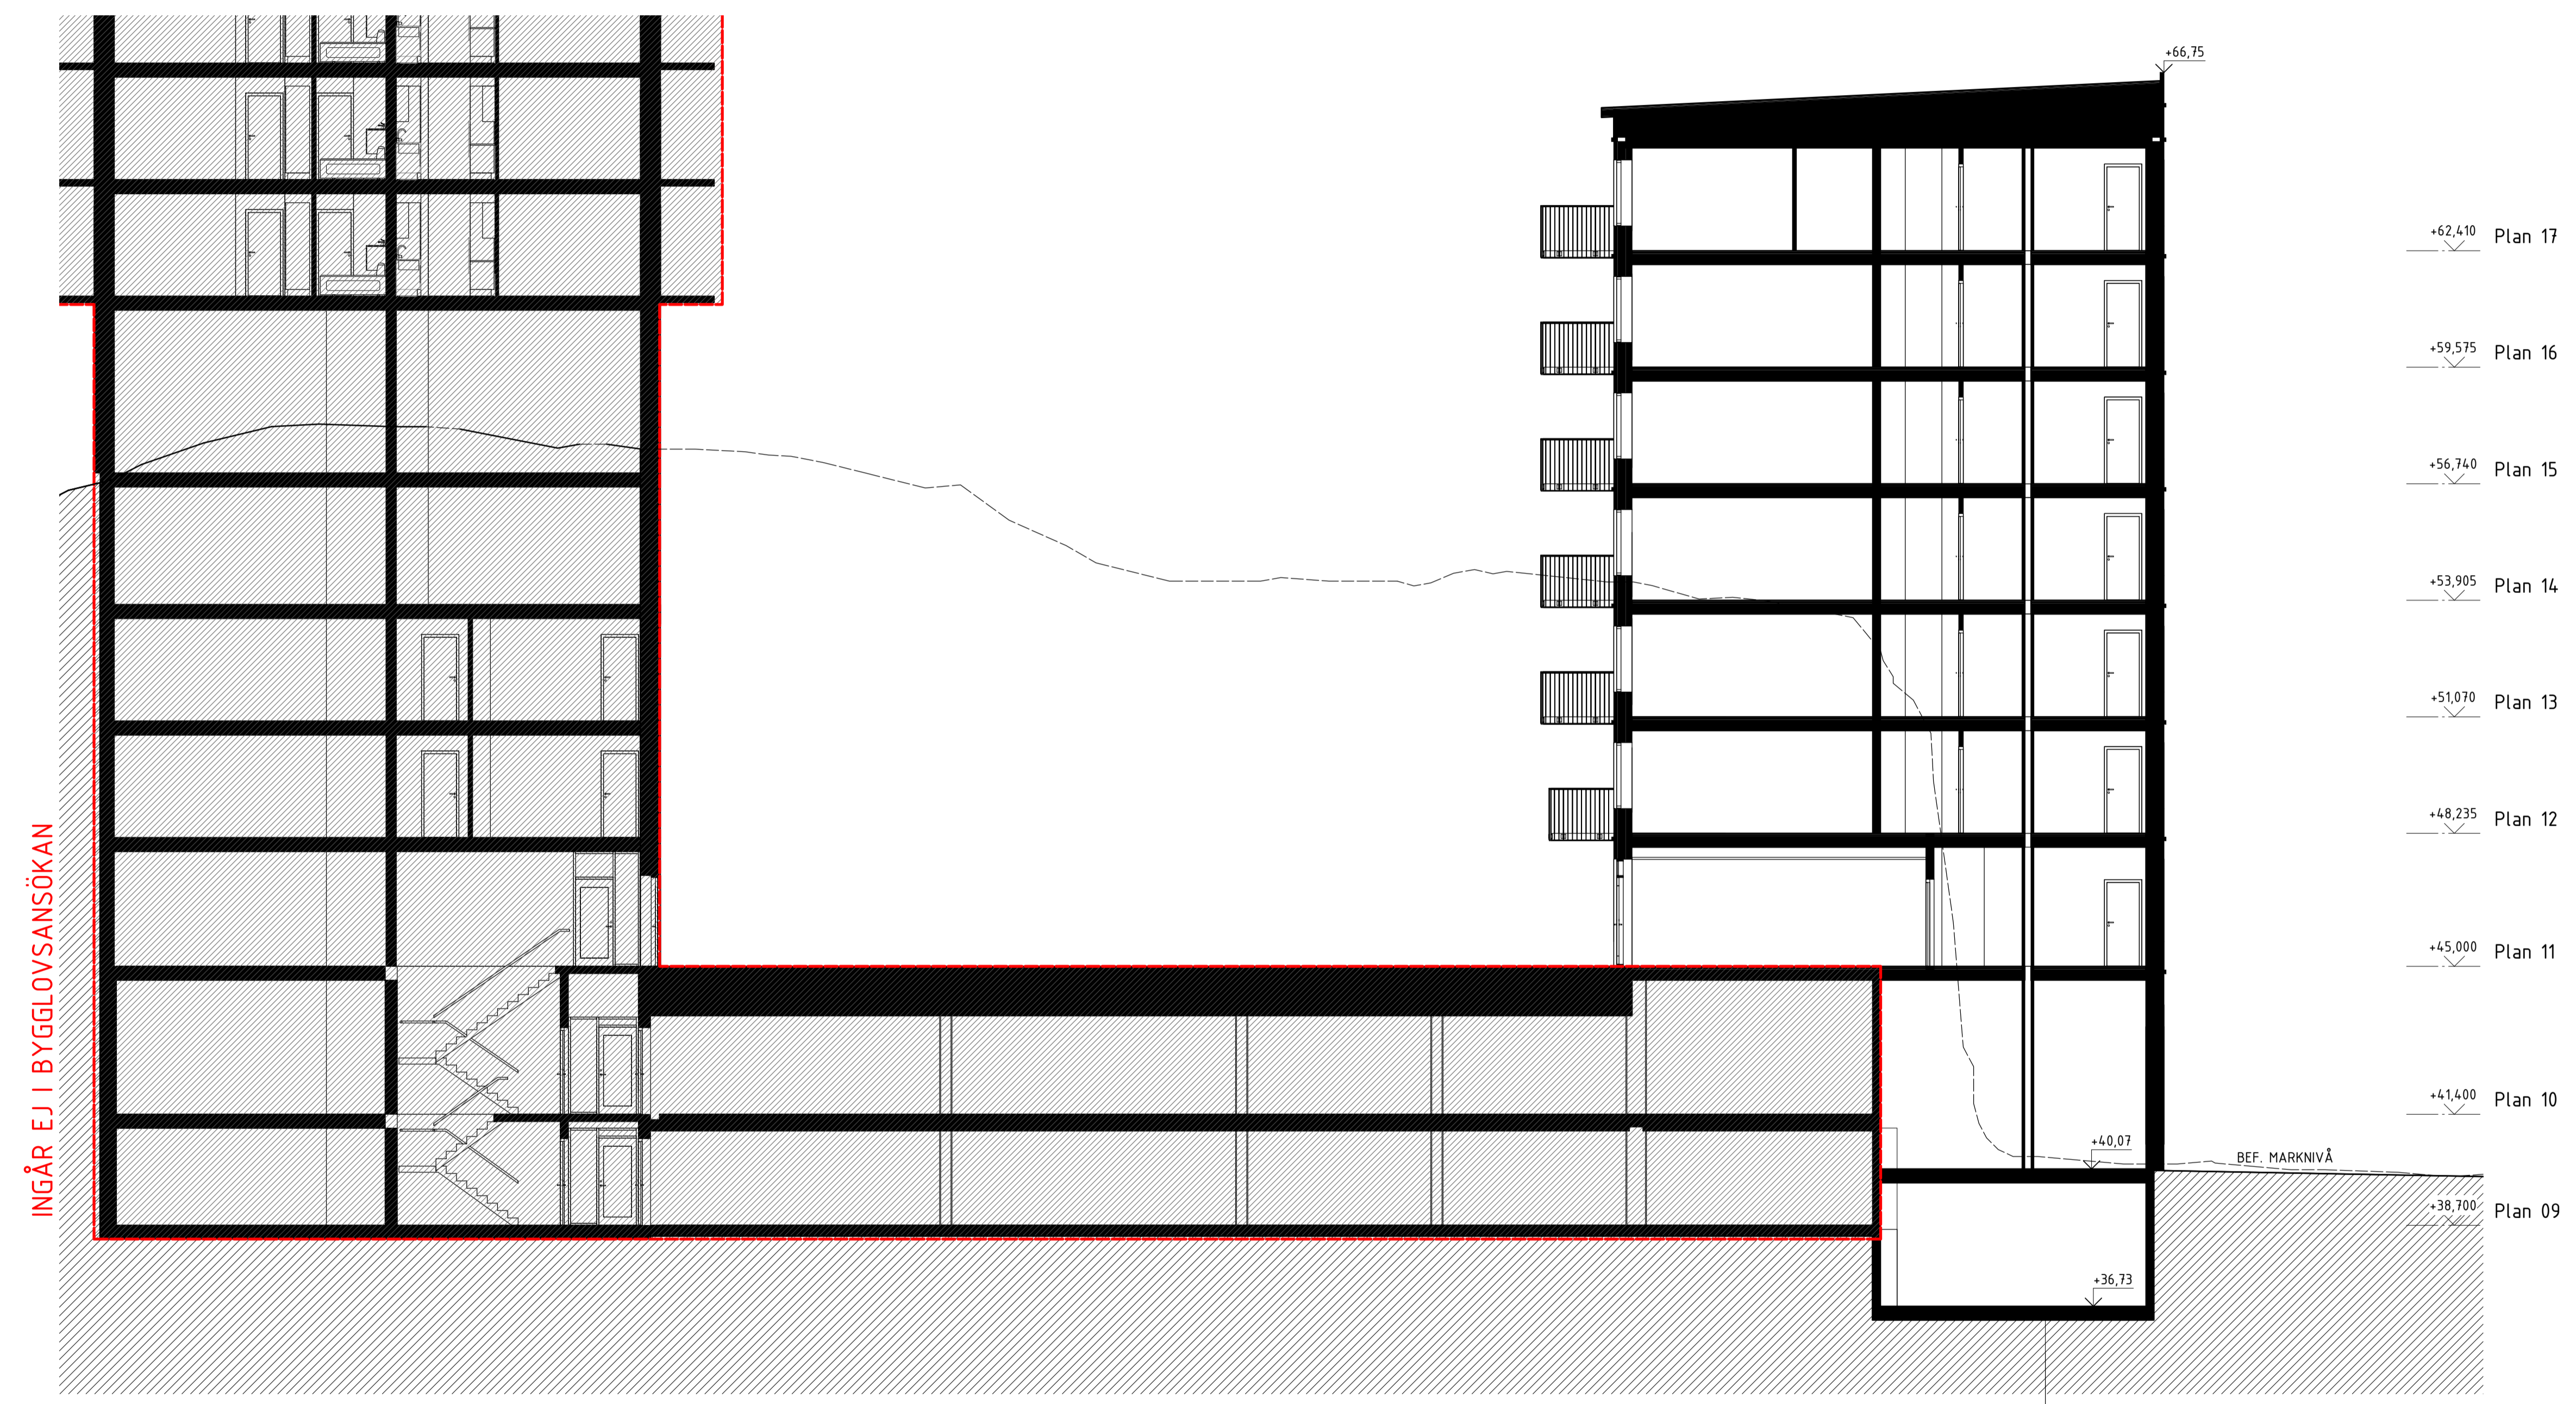 +66,75
+62,410 Plan 17
+59,575 Plan 16
+56,740 Plan 15
+53,905 Plan 14
+51,070 Plan 13
+48,235 Plan 12
INGÅR EJ I BYGGLOVSANSÖKAN
+45,000 Plan 11
+41,400 Plan 10
+40,07
BEF. MARKNIVÅ
+38,700 Plan 09
+36,73